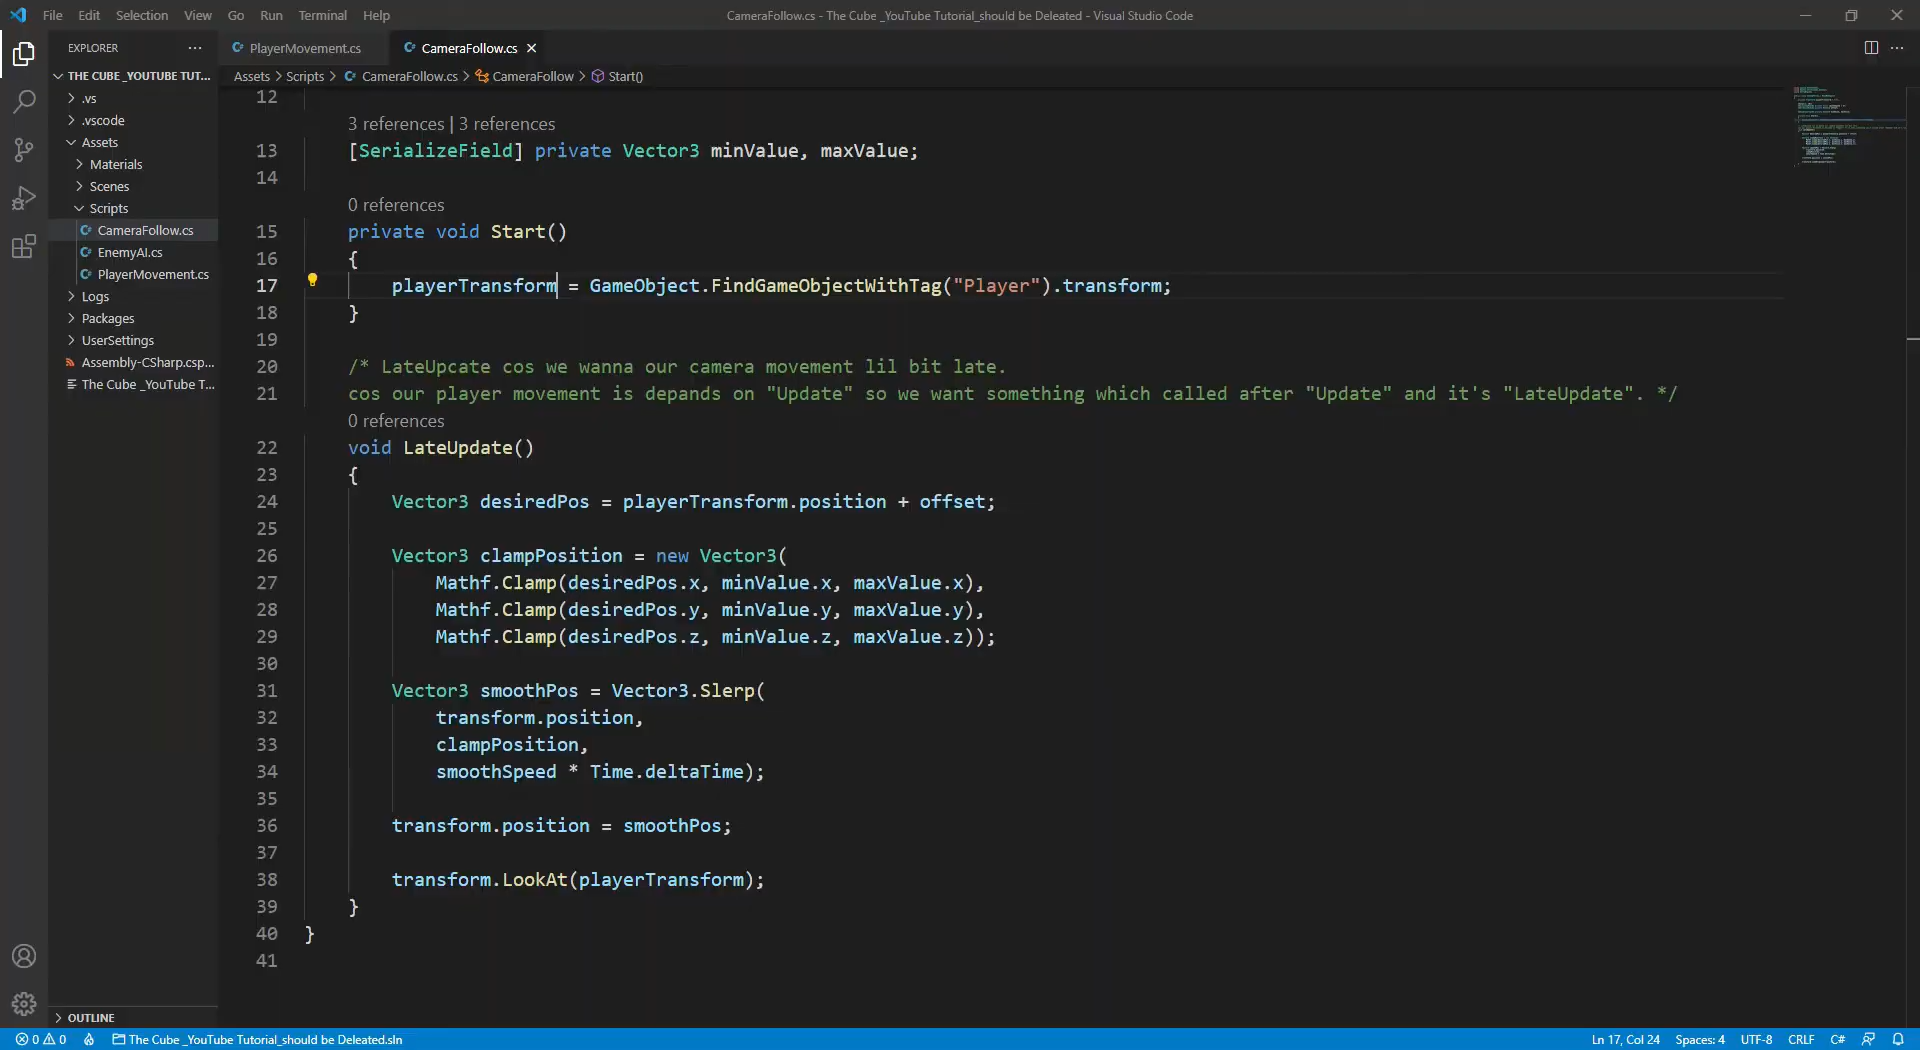 File Edit Selection View Go Run Terminal Help
CameraFollow.cs - The Cube _YouTube Tutorial_should be Deleated - Visual Studio Code
EXPLORER
THE CUBE _YOUTUBE TUT...
.vs
.vscode
Assets
Materials
Scenes
Scripts
CameraFollow.cs
EnemyAI.cs
PlayerMovement.cs
Logs
Packages
UserSettings
Assembly-CSharp.csp...
The Cube _YouTube T...
OUTLINE
PlayerMovement.cs CameraFollow.cs
Assets > Scripts > CameraFollow.cs > CameraFollow > Start()
12
3 references | 3 references
13 [SerializeField] private Vector3 minValue, maxValue;
14
0 references
15 private void Start()
16 {
17 playerTransform = GameObject.FindGameObjectWithTag("Player").transform;
18 }
19
20 /* LateUpcate cos we wanna our camera movement lil bit late.
21 cos our player movement is depands on "Update" so we want something which called after "Update" and it's "LateUpdate". */
0 references
22 void LateUpdate()
23 {
24 Vector3 desiredPos = playerTransform.position + offset;
25
26 Vector3 clampPosition = new Vector3(
27 Mathf.Clamp(desiredPos.x, minValue.x, maxValue.x),
28 Mathf.Clamp(desiredPos.y, minValue.y, maxValue.y),
29 Mathf.Clamp(desiredPos.z, minValue.z, maxValue.z));
30
31 Vector3 smoothPos = Vector3.Slerp(
32 transform.position,
33 clampPosition,
34 smoothSpeed * Time.deltaTime);
35
36 transform.position = smoothPos;
37
38 transform.LookAt(playerTransform);
39 }
40 }
41
0 0 The Cube _YouTube Tutorial_should be Deleated.sln
Ln 17, Col 24 Spaces: 4 UTF-8 CRLF C#